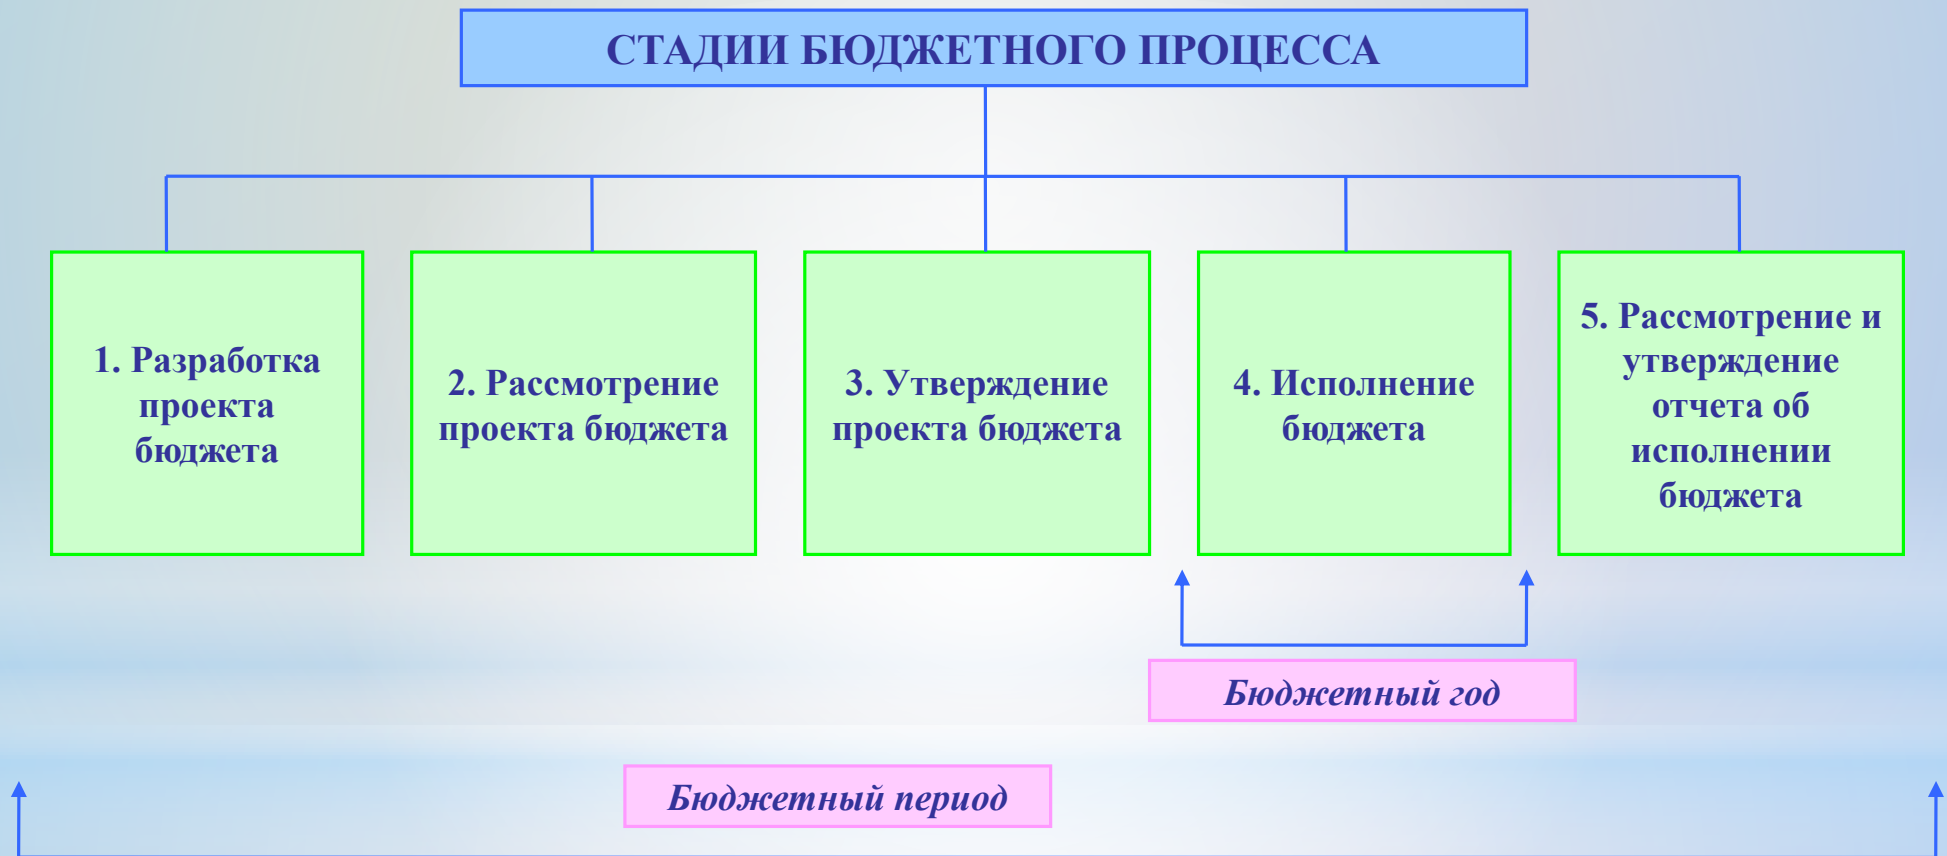 СТАДИИ БЮДЖЕТНОГО ПРОЦЕССА
1. Разработка
проекта
бюджета
2. Рассмотрение
проекта бюджета
3. Утверждение
проекта бюджета
4. Исполнение
бюджета
5. Рассмотрение и
утверждение
отчета об
исполнении
бюджета
Бюджетный год
Бюджетный период